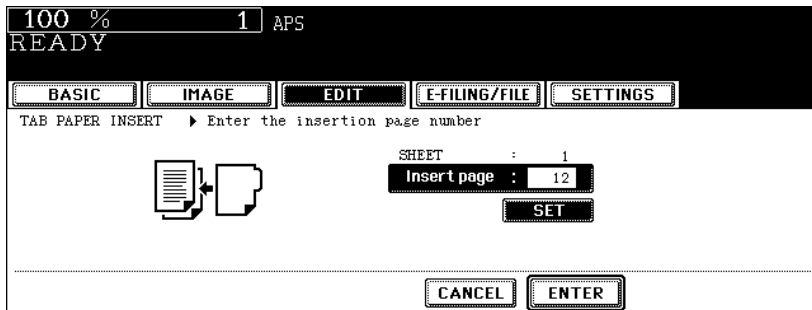 100 % 1 APS
READY
BASIC IMAGE EDIT E-FILING/FILE SETTINGS
TAB PAPER INSERT ▶ Enter the insertion page number
SHEET : 1
Insert page : 12
SET
CANCEL ENTER